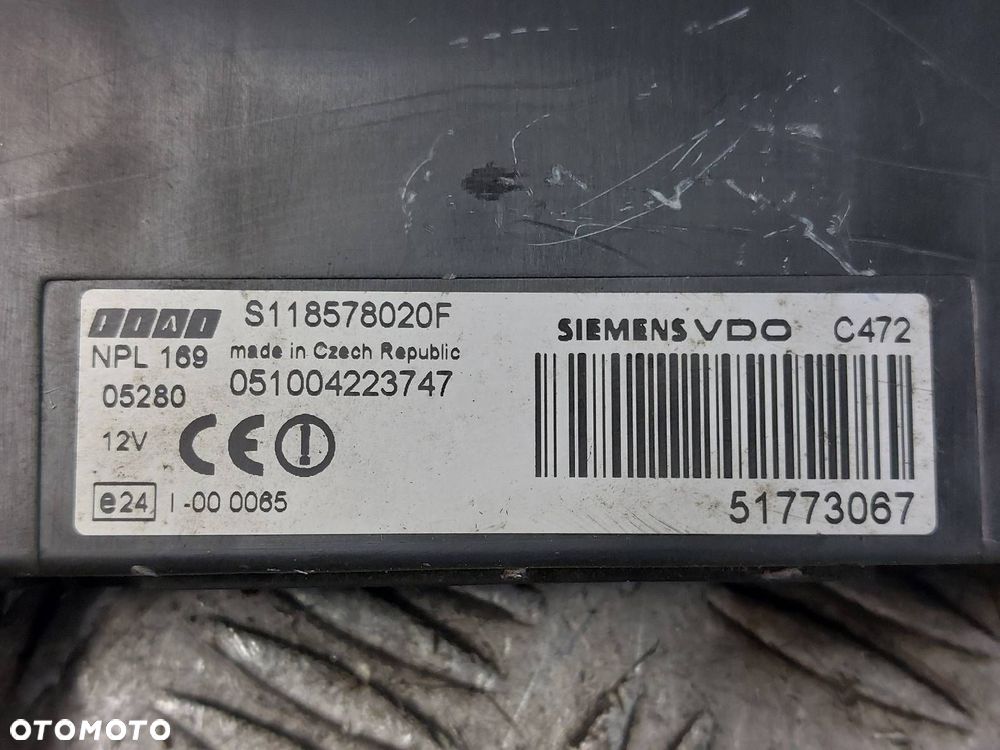 FIAT S118578020F
SIEMENS VDO C472
NPL 169 made in Czech Republic
05280 051004223747
12V CE
e24 I-00 0065
51773067
OTOMOTO